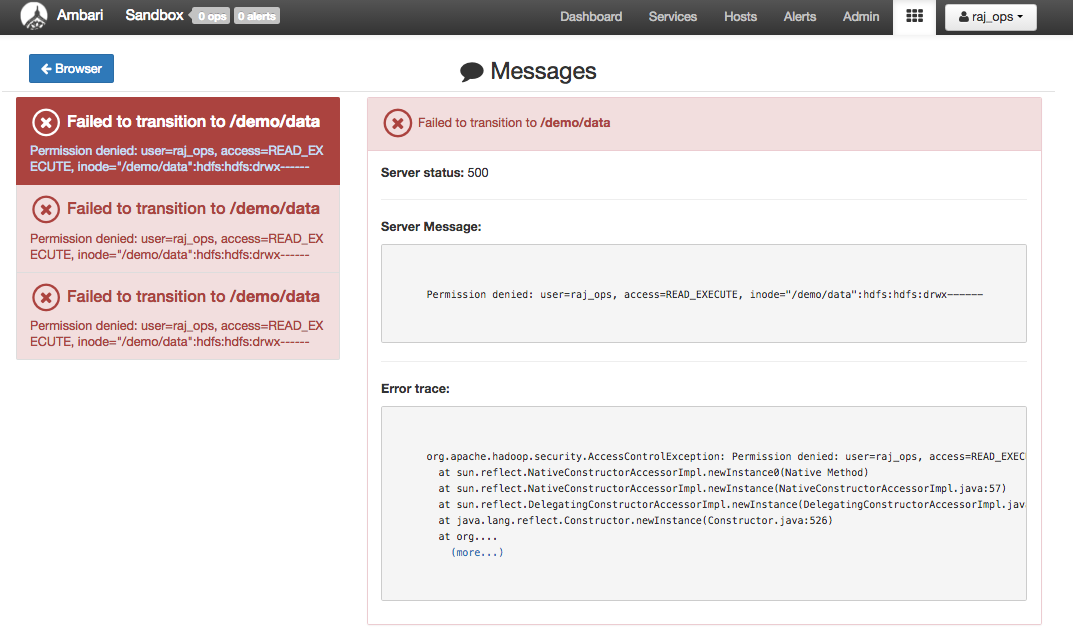 Ambari Sandbox 0 ops 0 alerts Dashboard Services Hosts Alerts Admin raj_ops
Browser
Messages
Failed to transition to /demo/data
Permission denied: user=raj_ops, access=READ_EX
ECUTE, inode="/demo/data":hdfs:hdfs:drwx------
Failed to transition to /demo/data
Permission denied: user=raj_ops, access=READ_EX
ECUTE, inode="/demo/data":hdfs:hdfs:drwx------
Failed to transition to /demo/data
Permission denied: user=raj_ops, access=READ_EX
ECUTE, inode="/demo/data":hdfs:hdfs:drwx------
Failed to transition to /demo/data
Server status: 500
Server Message:
Permission denied: user=raj_ops, access=READ_EXECUTE, inode="/demo/data":hdfs:hdfs:drwx------
Error trace:
org.apache.hadoop.security.AccessControlException: Permission denied: user=raj_ops, access=READ_EXEC
at sun.reflect.NativeConstructorAccessorImpl.newInstance0(Native Method)
at sun.reflect.NativeConstructorAccessorImpl.newInstance(NativeConstructorAccessorImpl.java:57)
at sun.reflect.DelegatingConstructorAccessorImpl.newInstance(DelegatingConstructorAccessorImpl.jav
at java.lang.reflect.Constructor.newInstance(Constructor.java:526)
at org....
(more...)